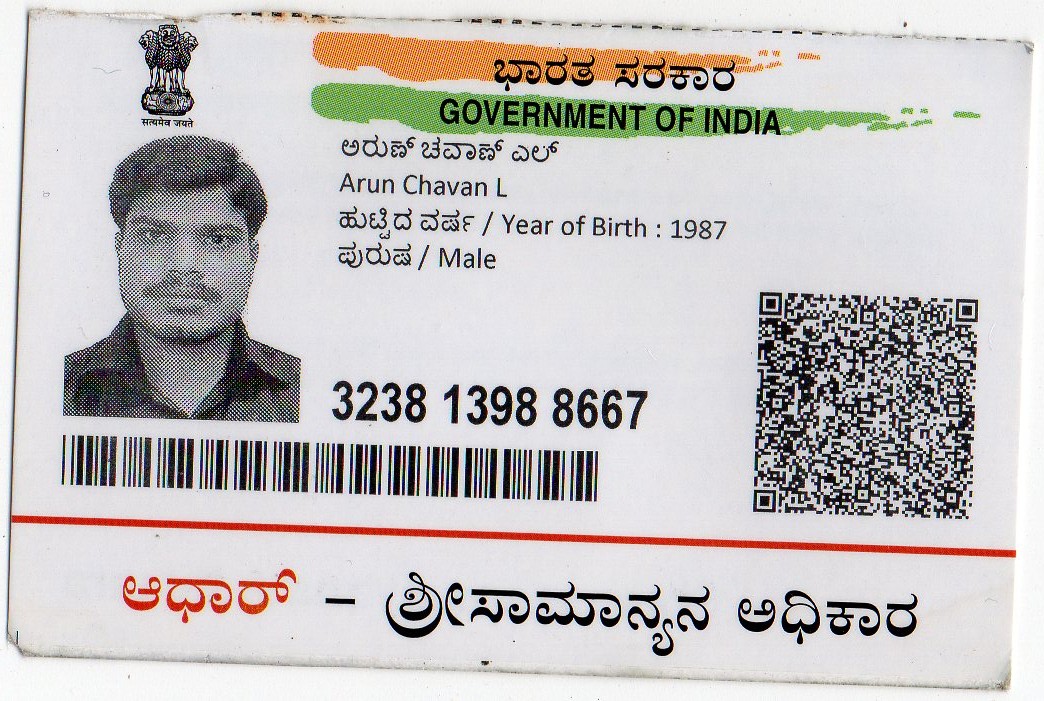 ಭಾರತ ಸರಕಾರ
GOVERNMENT OF INDIA
सत्यमेव जयते
ಅರುಣ್ ಚವಾಣ್ ಎಲ್
Arun Chavan L
ಹುಟ್ಟಿದ ವರ್ಷ / Year of Birth : 1987
ಪುರುಷ / Male
3238 1398 8667
ಆಧಾರ್ – ಶ್ರೀಸಾಮಾನ್ಯನ ಅಧಿಕಾರ